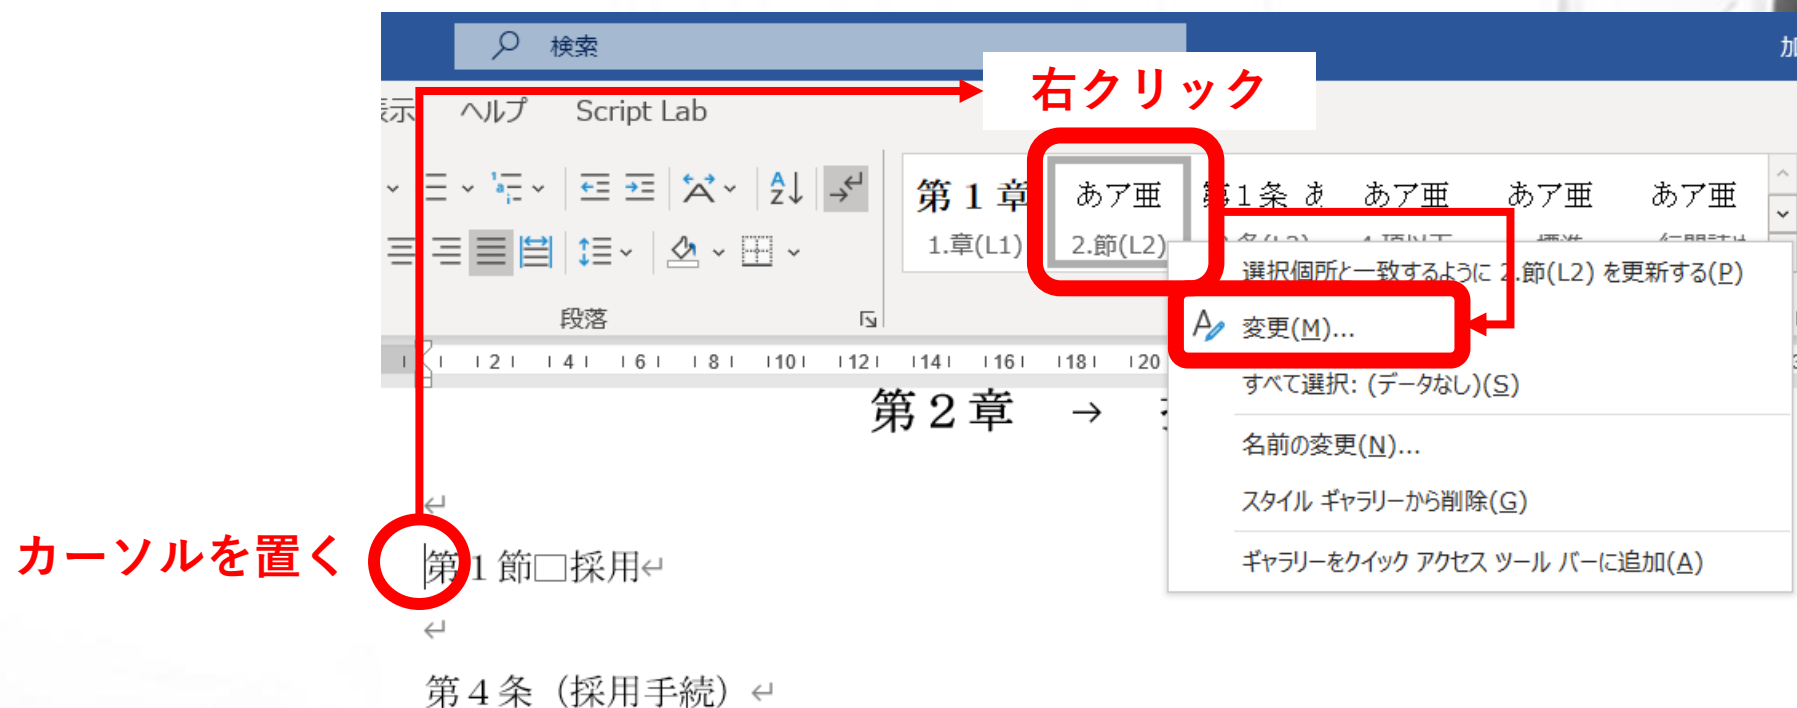 検索
加
右クリック
表示 ヘルプ Script Lab
第1章 あア亜 第1条 あ あア亜 あア亜 あア亜
1.章(L1) 2.節(L2)
選択個所と一致するように 2.節(L2) を更新する(P)
段落
変更(M)...
2 4 6 8 10 12 14 16 18 20
すべて選択: (データなし)(S)
第2章 →
名前の変更(N)...
スタイル ギャラリーから削除(G)
カーソルを置く
第1節□採用↵
ギャラリーをクイック アクセス ツール バーに追加(A)
第4条（採用手続）↵